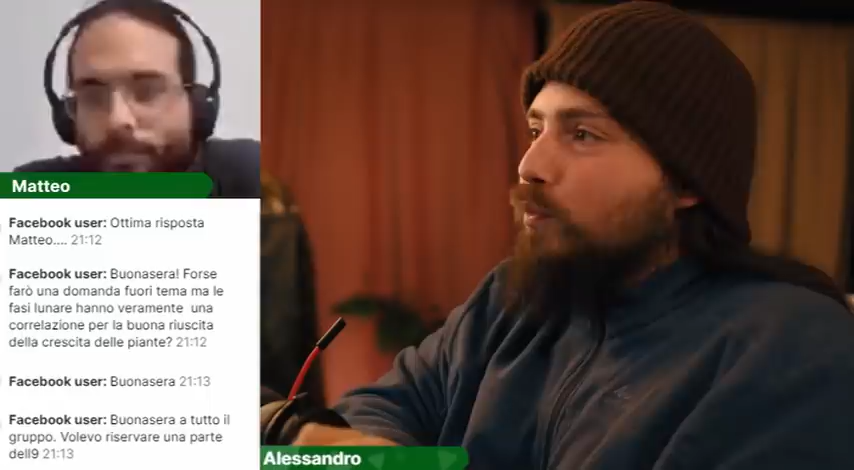 Matteo
Facebook user: Ottima risposta
Matteo.... 21:12
Facebook user: Buonasera! Forse
farò una domanda fuori tema ma le
fasi lunare hanno veramente una
correlazione per la buona riuscita
della crescita delle piante? 21:12
Facebook user: Buonasera 21:13
Facebook user: Buonasera a tutto il
gruppo. Volevo riservare una parte
dell9 21:13
Alessandro